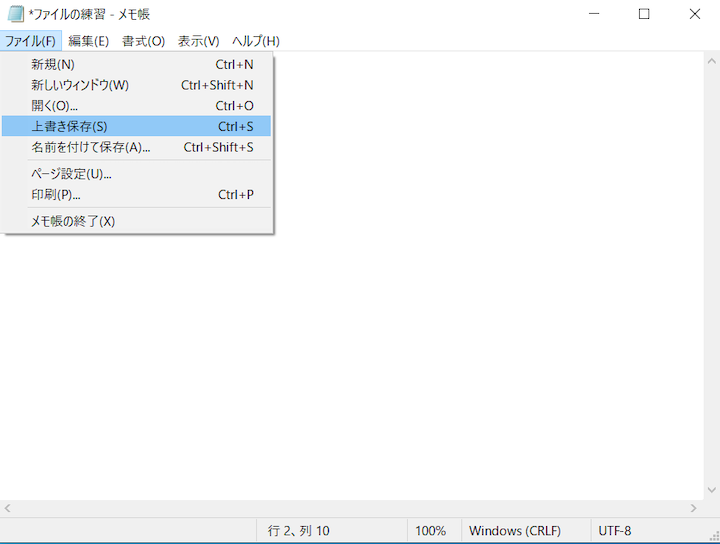 *ファイルの練習 - メモ帳
ファイル(F) 編集(E) 書式(O) 表示(V) ヘルプ(H)
新規(N) Ctrl+N
新しいウィンドウ(W) Ctrl+Shift+N
開く(O)... Ctrl+O
上書き保存(S) Ctrl+S
名前を付けて保存(A)... Ctrl+Shift+S
ページ設定(U)...
印刷(P)... Ctrl+P
メモ帳の終了(X)
行 2、列 10 100% Windows (CRLF) UTF-8